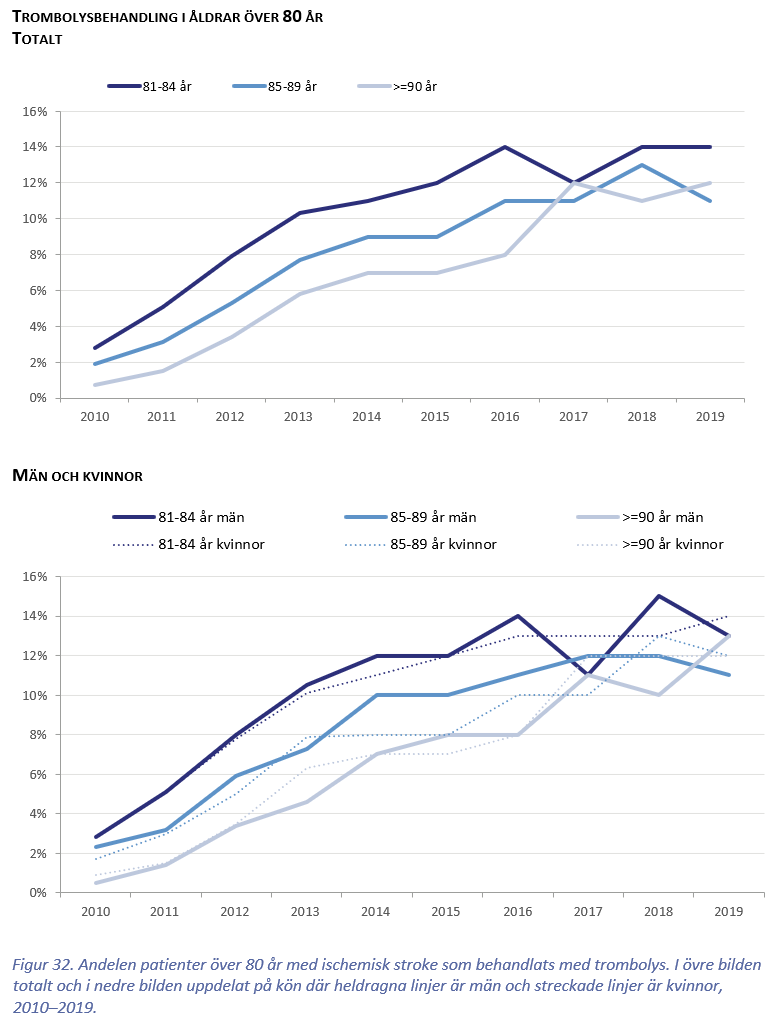 TROMBOLYSBEHANDLING I ÅLDRAR ÖVER 80 ÅR
TOTALT
81-84 år 85-89 år >=90 år
16%
14%
12%
10%
8%
6%
4%
2%
0%
2010 2011 2012 2013 2014 2015 2016 2017 2018 2019
MÄN OCH KVINNOR
81-84 år män 85-89 år män >=90 år män
81-84 år kvinnor 85-89 år kvinnor >=90 år kvinnor
16%
14%
12%
10%
8%
6%
4%
2%
0%
2010 2011 2012 2013 2014 2015 2016 2017 2018 2019
Figur 32. Andelen patienter över 80 år med ischemisk stroke som behandlats med trombolys. I övre bilden
totalt och i nedre bilden uppdelat på kön där heldragna linjer är män och streckade linjer är kvinnor,
2010–2019.